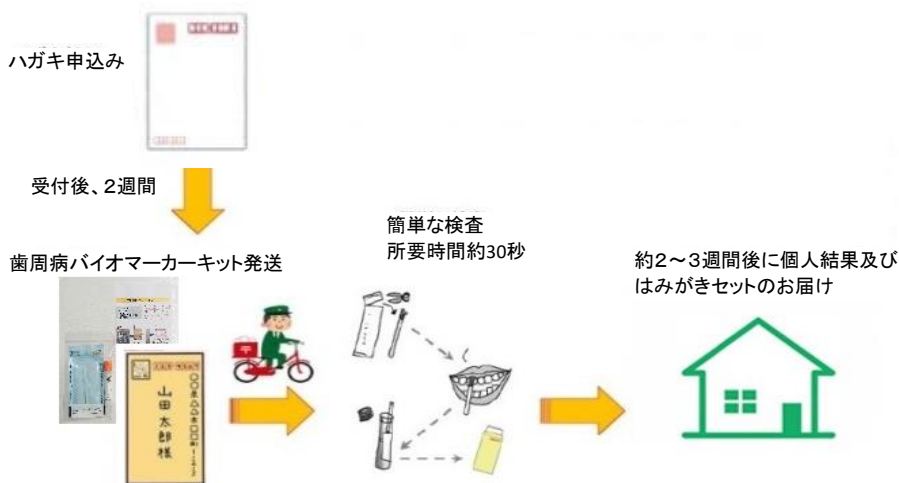 ハガキ申込み
受付後、２週間
歯周病バイオマーカーキット発送
簡単な検査
所要時間約30秒
約２～３週間後に個人結果及び
はみがきセットのお届け
〒
山田太郎様